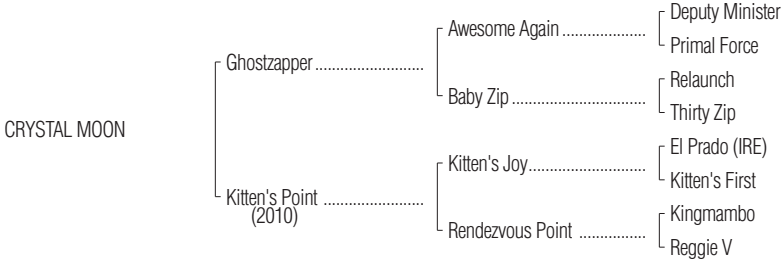 CRYSTAL MOON
Ghostzapper
Kitten's Point
(2010)
Awesome Again
Baby Zip
Kitten's Joy
Rendezvous Point
Deputy Minister
Primal Force
Relaunch
Thirty Zip
El Prado (IRE)
Kitten's First
Kingmambo
Reggie V